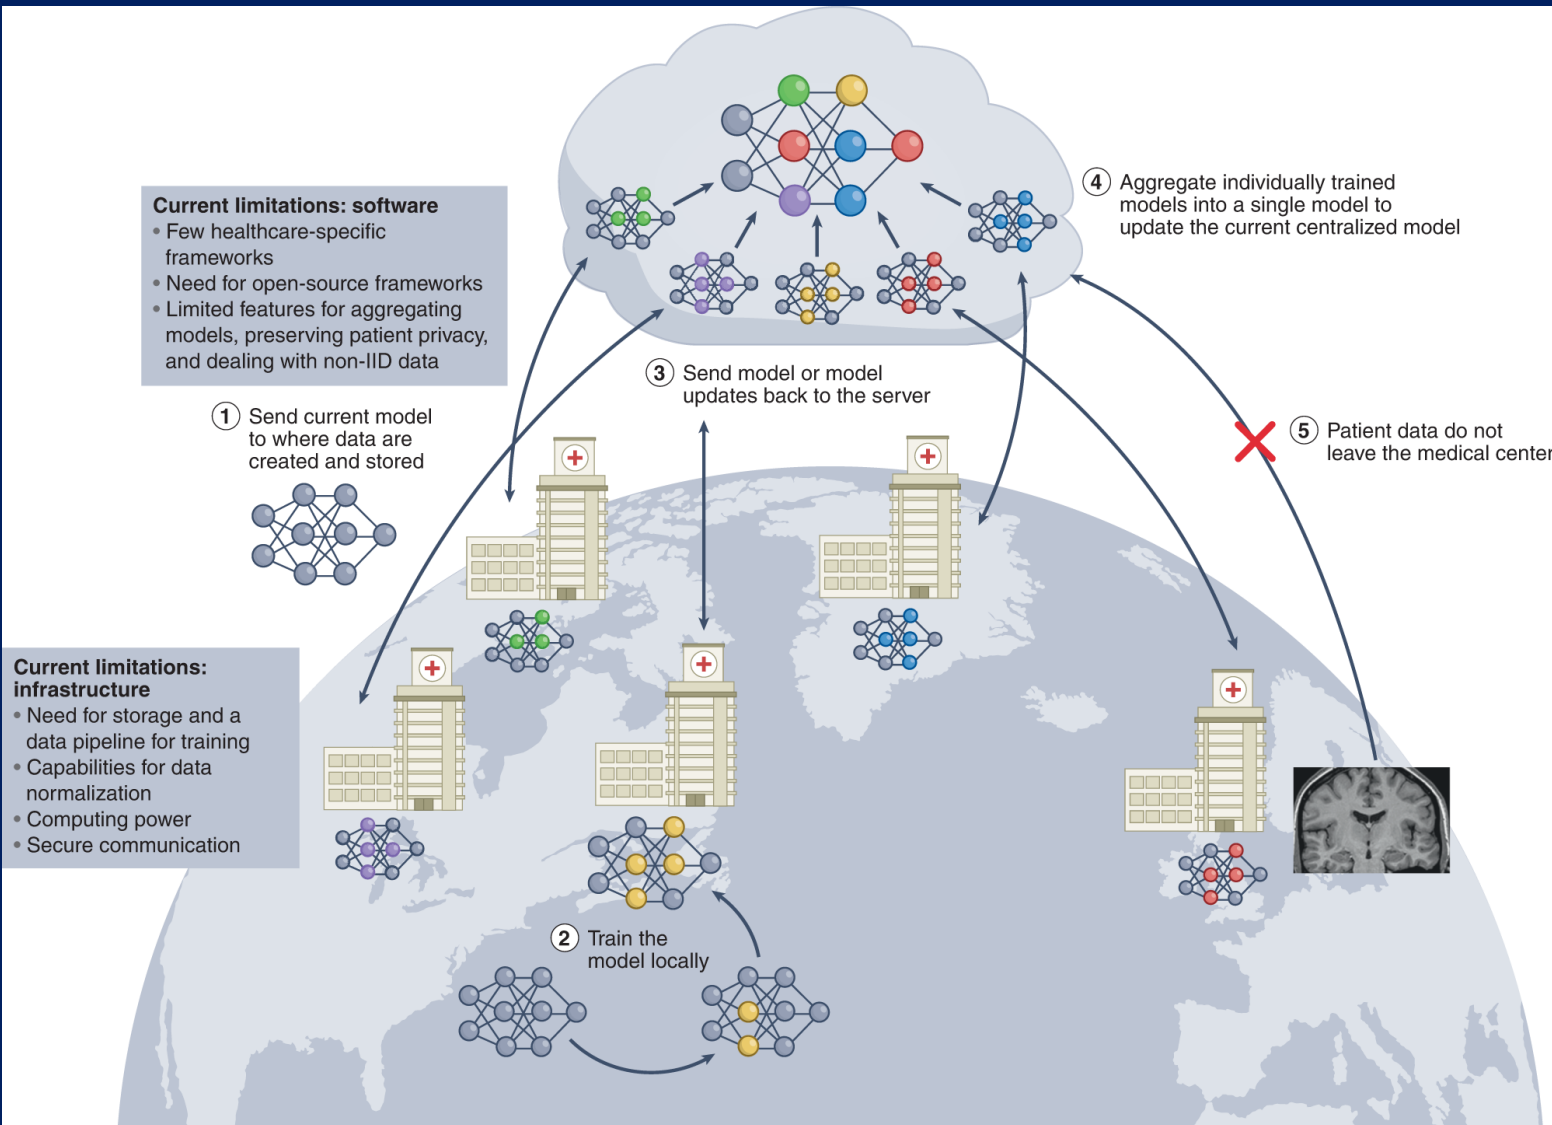 Current limitations: software
• Few healthcare-specific
frameworks
• Need for open-source frameworks
• Limited features for aggregating
models, preserving patient privacy,
and dealing with non-IID data
4 Aggregate individually trained
models into a single model to
update the current centralized model
3 Send model or model
updates back to the server
1 Send current model
to where data are
created and stored
5 Patient data do not
leave the medical center
Current limitations:
infrastructure
• Need for storage and a
data pipeline for training
• Capabilities for data
normalization
• Computing power
• Secure communication
2 Train the
model locally